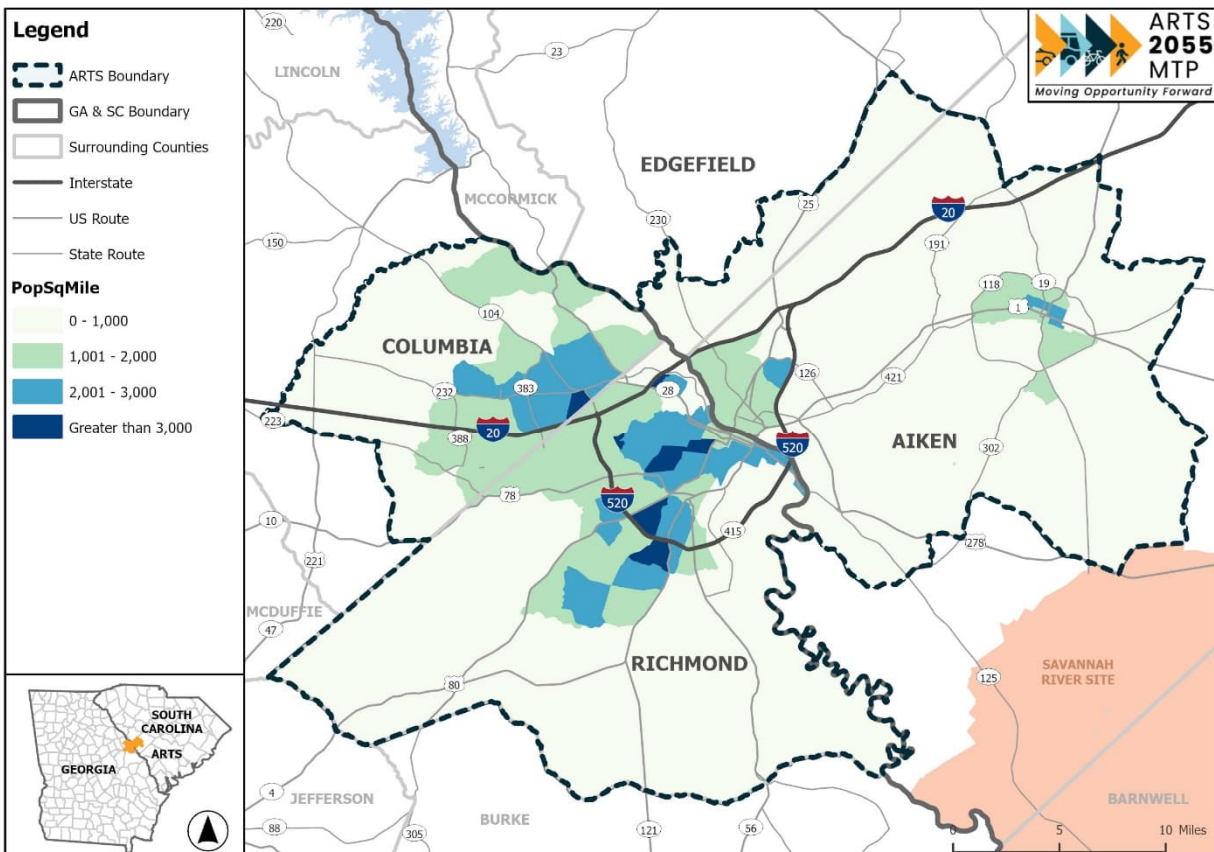 Legend
ARTS Boundary
GA & SC Boundary
Surrounding Counties
Interstate
US Route
State Route
PopSqMile
0 - 1,000
1,001 - 2,000
2,001 - 3,000
Greater than 3,000
SOUTH
CAROLINA
ARTS
GEORGIA
ARTS
2055
MTP
Moving Opportunity Forward
220
LINCOLN
23
EDGEFIELD
MCCORMICK
25
20
230
150
191
118
19
1
104
COLUMBIA
383
232
28
126
421
223
20
388
AIKEN
520
302
78
520
10
415
278
221
MCDUFFIE
47
RICHMOND
SAVANNAH
RIVER SITE
80
125
4
JEFFERSON
BARNWELL
88
305
BURKE
121
56
0
5
10 Miles